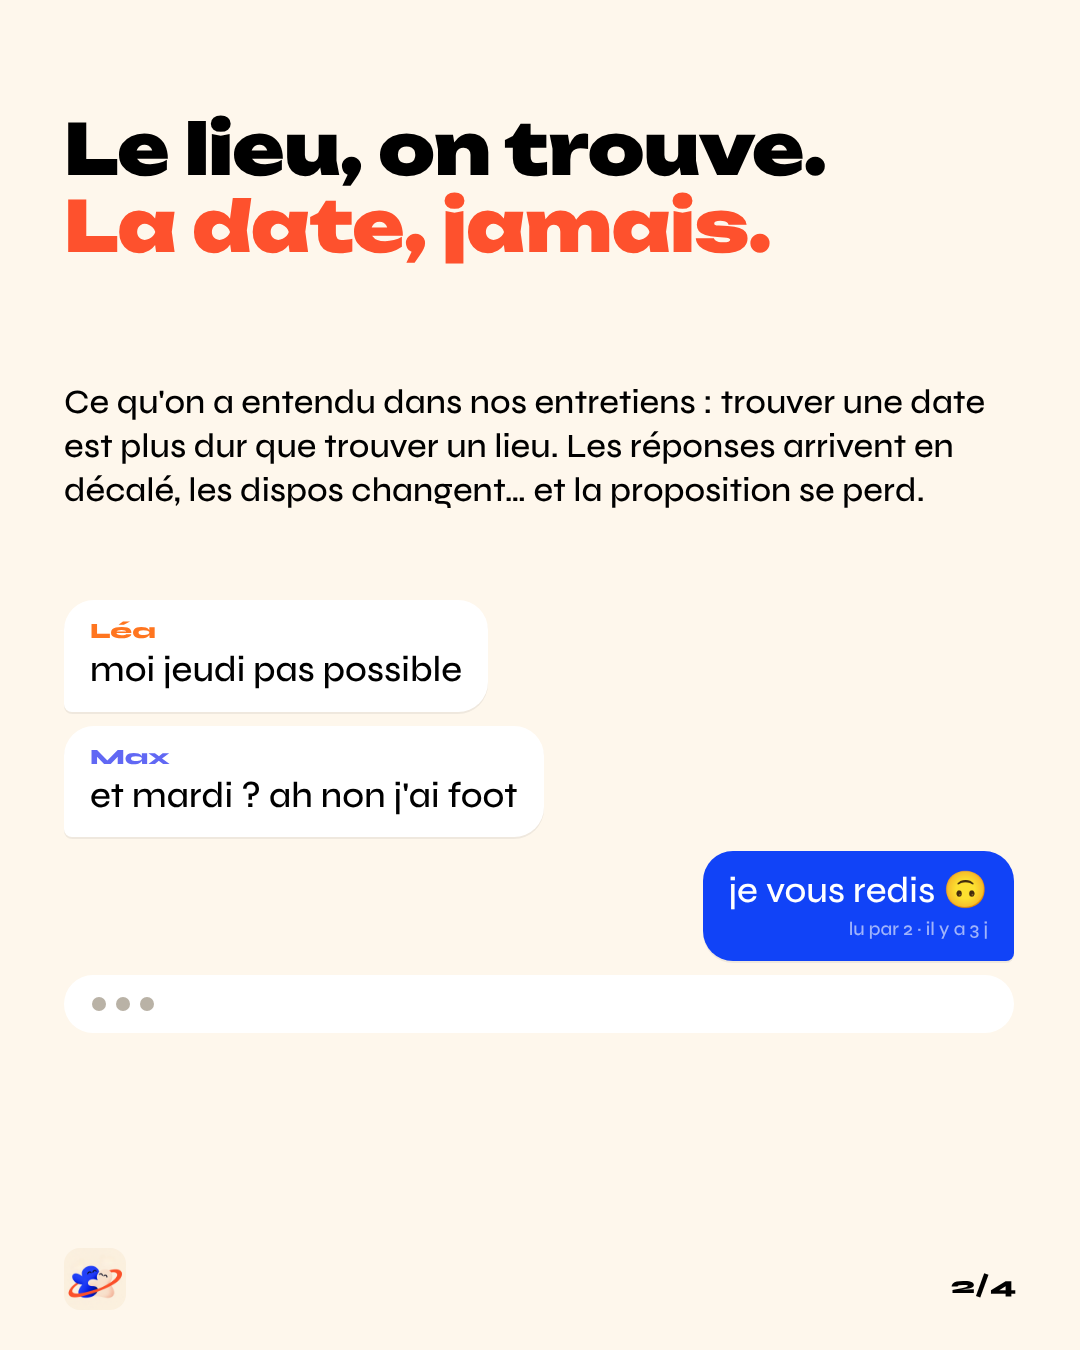 Le lieu, on trouve.
La date, jamais.
Ce qu'on a entendu dans nos entretiens : trouver une date
est plus dur que trouver un lieu. Les réponses arrivent en
décalé, les dispos changent... et la proposition se perd.
Léa
moi jeudi pas possible
Max
et mardi ? ah non j'ai foot
je vous redis 🙃
lu par 2 · il y a 3 j
2/4